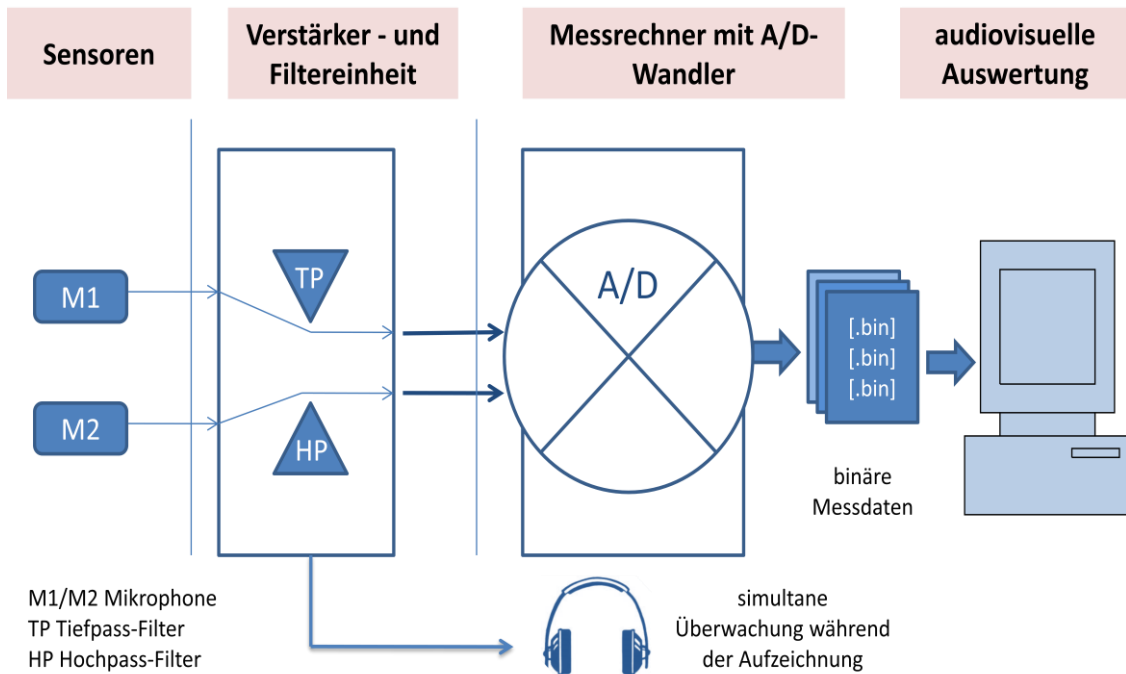 Sensoren
Verstärker - und
Filtereinheit
Messrechner mit A/D-
Wandler
audiovisuelle
Auswertung
TP
M1
A/D
[.bin]
[.bin]
[.bin]
M2
HP
binäre
Messdaten
M1/M2 Mikrophone
TP Tiefpass-Filter
HP Hochpass-Filter
simultane
Überwachung während
der Aufzeichnung